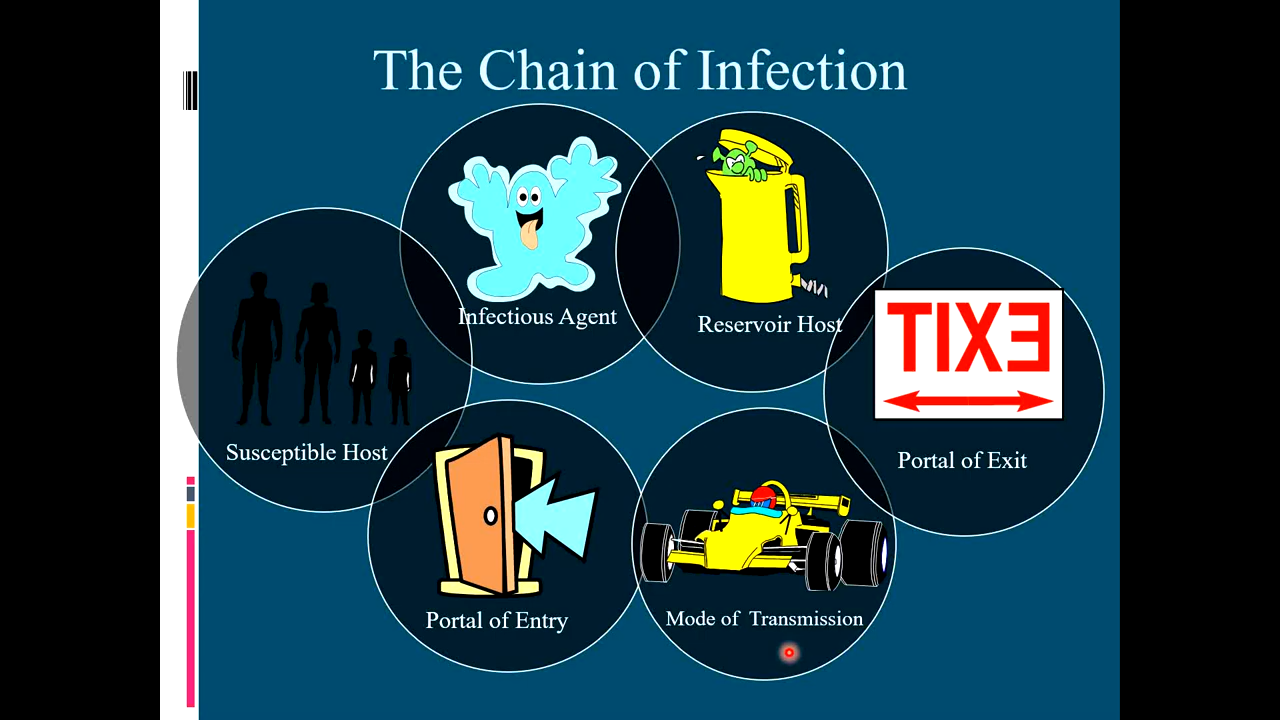 The Chain of Infection
Infectious Agent
Reservoir Host
TIXE
Portal of Exit
Susceptible Host
Portal of Entry
Mode of Transmission